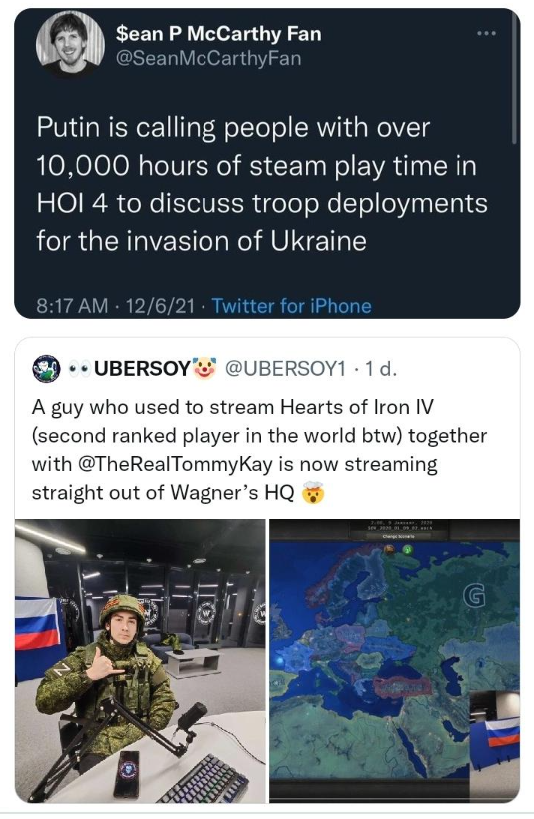 $ean P McCarthy Fan
@SeanMcCarthyFan
Putin is calling people with over
10,000 hours of steam play time in
HOI 4 to discuss troop deployments
for the invasion of Ukraine
8:17 AM · 12/6/21 · Twitter for iPhone
👀UBERSOY🤡 @UBERSOY1 · 1 d.
A guy who used to stream Hearts of Iron IV
(second ranked player in the world btw) together
with @TheRealTommyKay is now streaming
straight out of Wagner's HQ 🤯
Change Scenario
Z
W
G